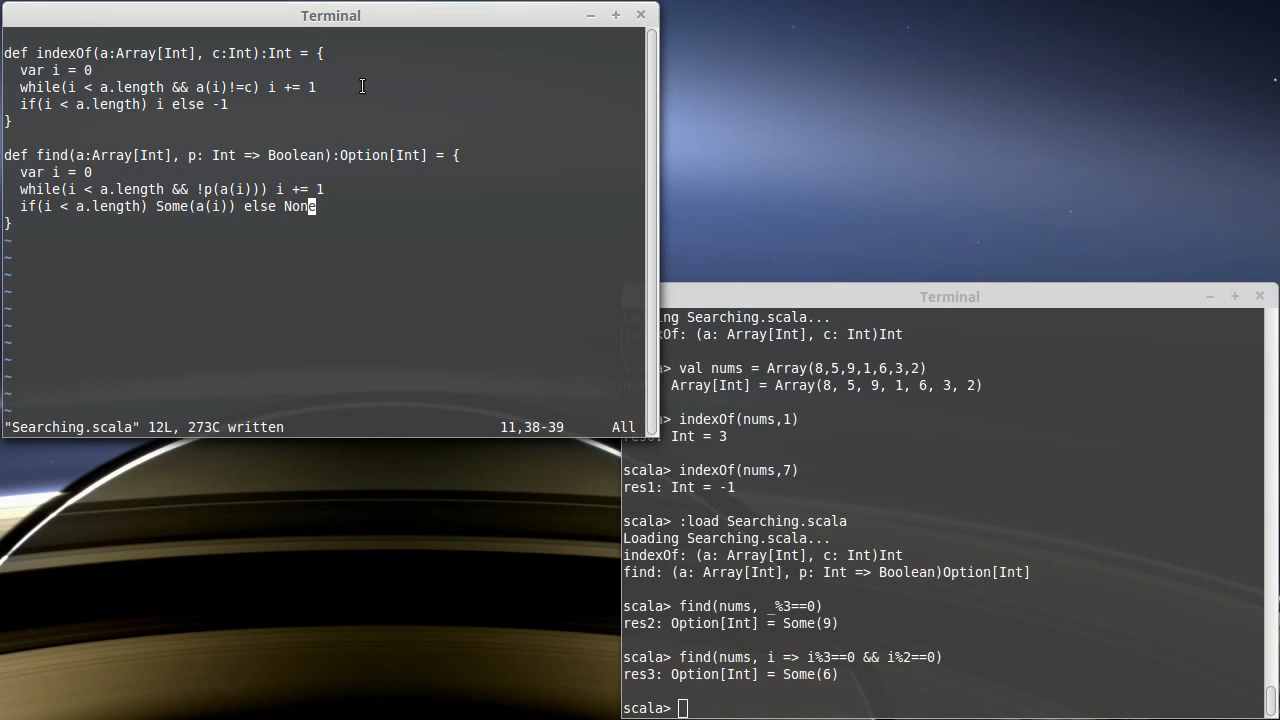 Terminal
def indexOf(a:Array[Int], c:Int):Int = {
  var i = 0
  while(i < a.length && a(i)!=c) i += 1
  if(i < a.length) i else -1
}
def find(a:Array[Int], p: Int => Boolean):Option[Int] = {
  var i = 0
  while(i < a.length && !p(a(i))) i += 1
  if(i < a.length) Some(a(i)) else None
}
~
~
~
~
~
~
~
~
~
~
~
"Searching.scala" 12L, 273C written 11,38-39 All
Terminal
Loading Searching.scala...
indexOf: (a: Array[Int], c: Int)Int
scala> val nums = Array(8,5,9,1,6,3,2)
nums: Array[Int] = Array(8, 5, 9, 1, 6, 3, 2)
scala> indexOf(nums,1)
res0: Int = 3
scala> indexOf(nums,7)
res1: Int = -1
scala> :load Searching.scala
Loading Searching.scala...
indexOf: (a: Array[Int], c: Int)Int
find: (a: Array[Int], p: Int => Boolean)Option[Int]
scala> find(nums, _%3==0)
res2: Option[Int] = Some(9)
scala> find(nums, i => i%3==0 && i%2==0)
res3: Option[Int] = Some(6)
scala>